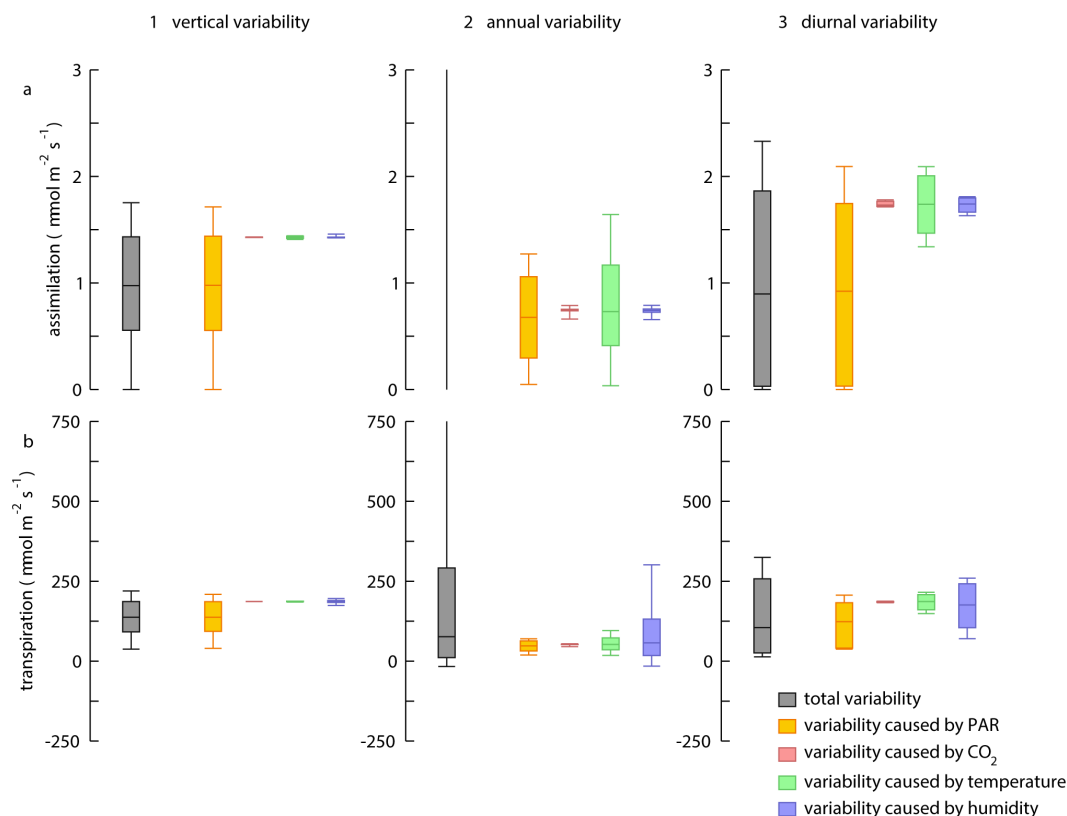 1 vertical variability
2 annual variability
3 diurnal variability
a
assimilation ( nmol m⁻² s⁻¹)
3
2
1
0
3
2
1
0
3
2
1
0
b
transpiration ( nmol m⁻² s⁻¹)
750
500
250
0
-250
750
500
250
0
-250
750
500
250
0
-250
total variability
variability caused by PAR
variability caused by CO₂
variability caused by temperature
variability caused by humidity